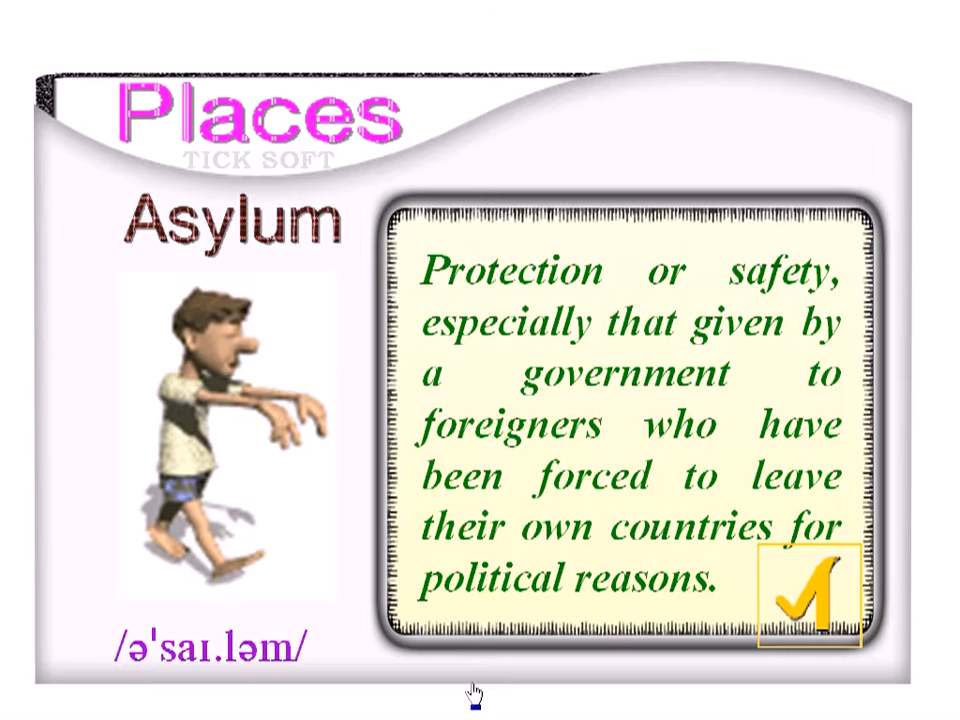 Places
TICK SOFT
Asylum
Protection or safety,
especially that given by
a government to
foreigners who have
been forced to leave
their own countries for
political reasons.
/əˈsaɪ.ləm/